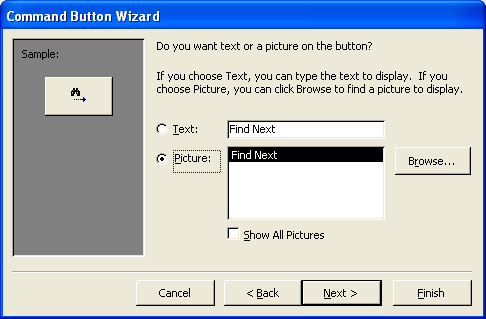 Command Button Wizard
Sample:
Do you want text or a picture on the button?
If you choose Text, you can type the text to display. If you
choose Picture, you can click Browse to find a picture to display.
Text:
Find Next
Picture:
Find Next
Browse...
Show All Pictures
Cancel
< Back
Next >
Finish